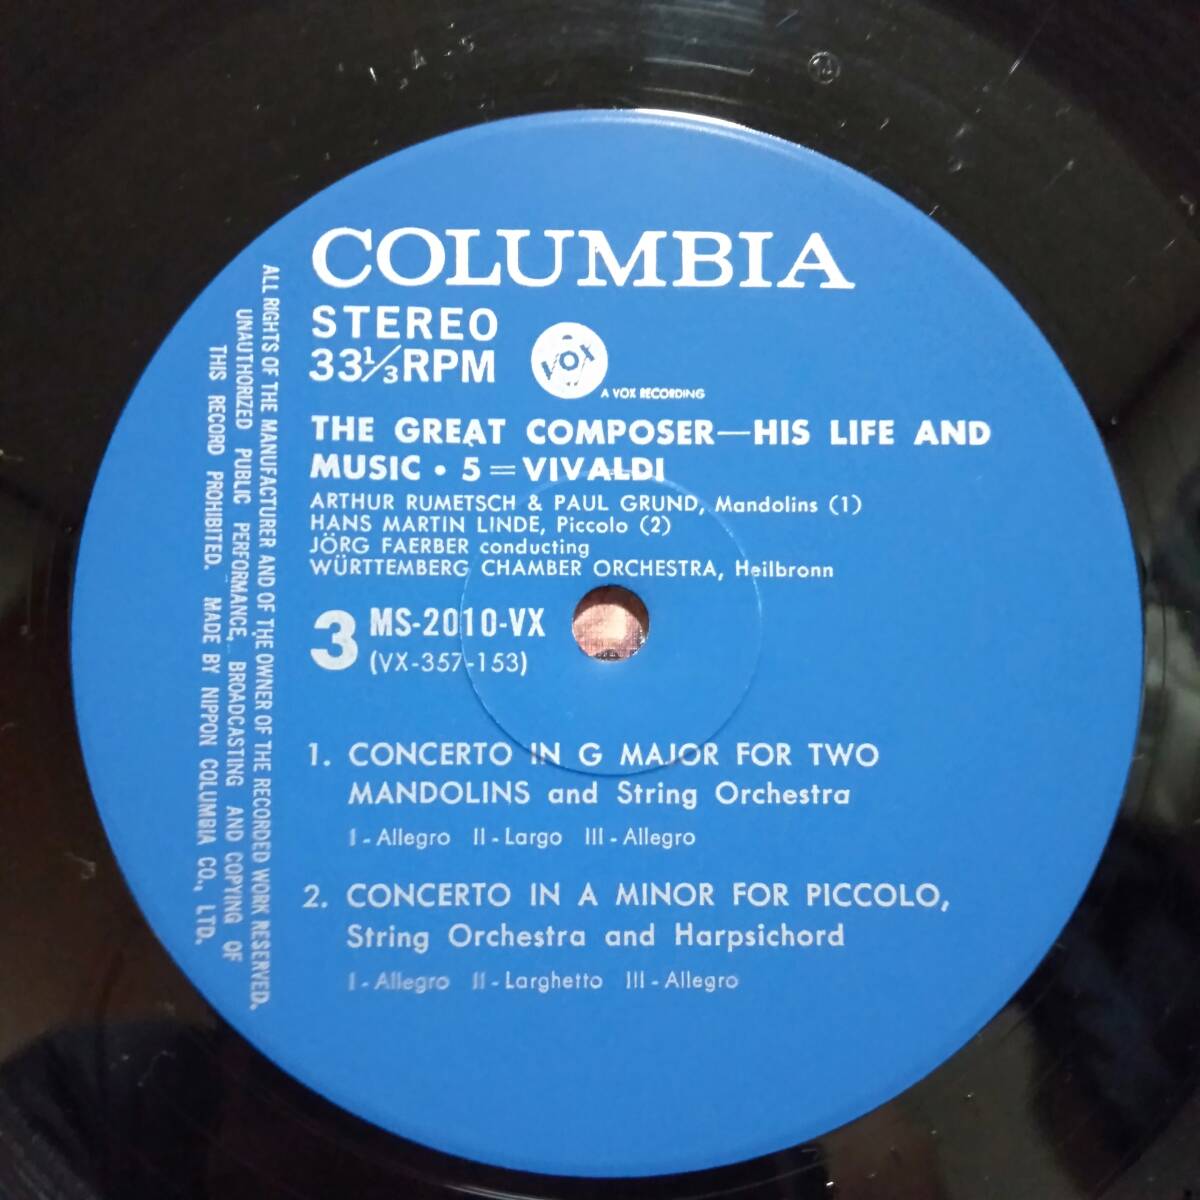 COLUMBIA
STEREO
33⅓RPM
VOX
A VOX RECORDING
THE GREAT COMPOSER—HIS LIFE AND
MUSIC • 5＝VIVALDI
ARTHUR RUMETSCH & PAUL GRUND, Mandolins (1)
HANS MARTIN LINDE, Piccolo (2)
JÖRG FAERBER conducting
WÜRTTEMBERG CHAMBER ORCHESTRA, Heilbronn
3 MS-2010-VX
(VX-357-153)
1. CONCERTO IN G MAJOR FOR TWO
MANDOLINS and String Orchestra
I - Allegro II - Largo III - Allegro
2. CONCERTO IN A MINOR FOR PICCOLO,
String Orchestra and Harpsichord
I - Allegro II - Larghetto III - Allegro
ALL RIGHTS OF THE MANUFACTURER AND OF THE OWNER OF THE RECORDED WORK RESERVED.
UNAUTHORIZED PUBLIC PERFORMANCE, BROADCASTING AND COPYING OF
THIS RECORD PROHIBITED. MADE BY NIPPON COLUMBIA CO., LTD.